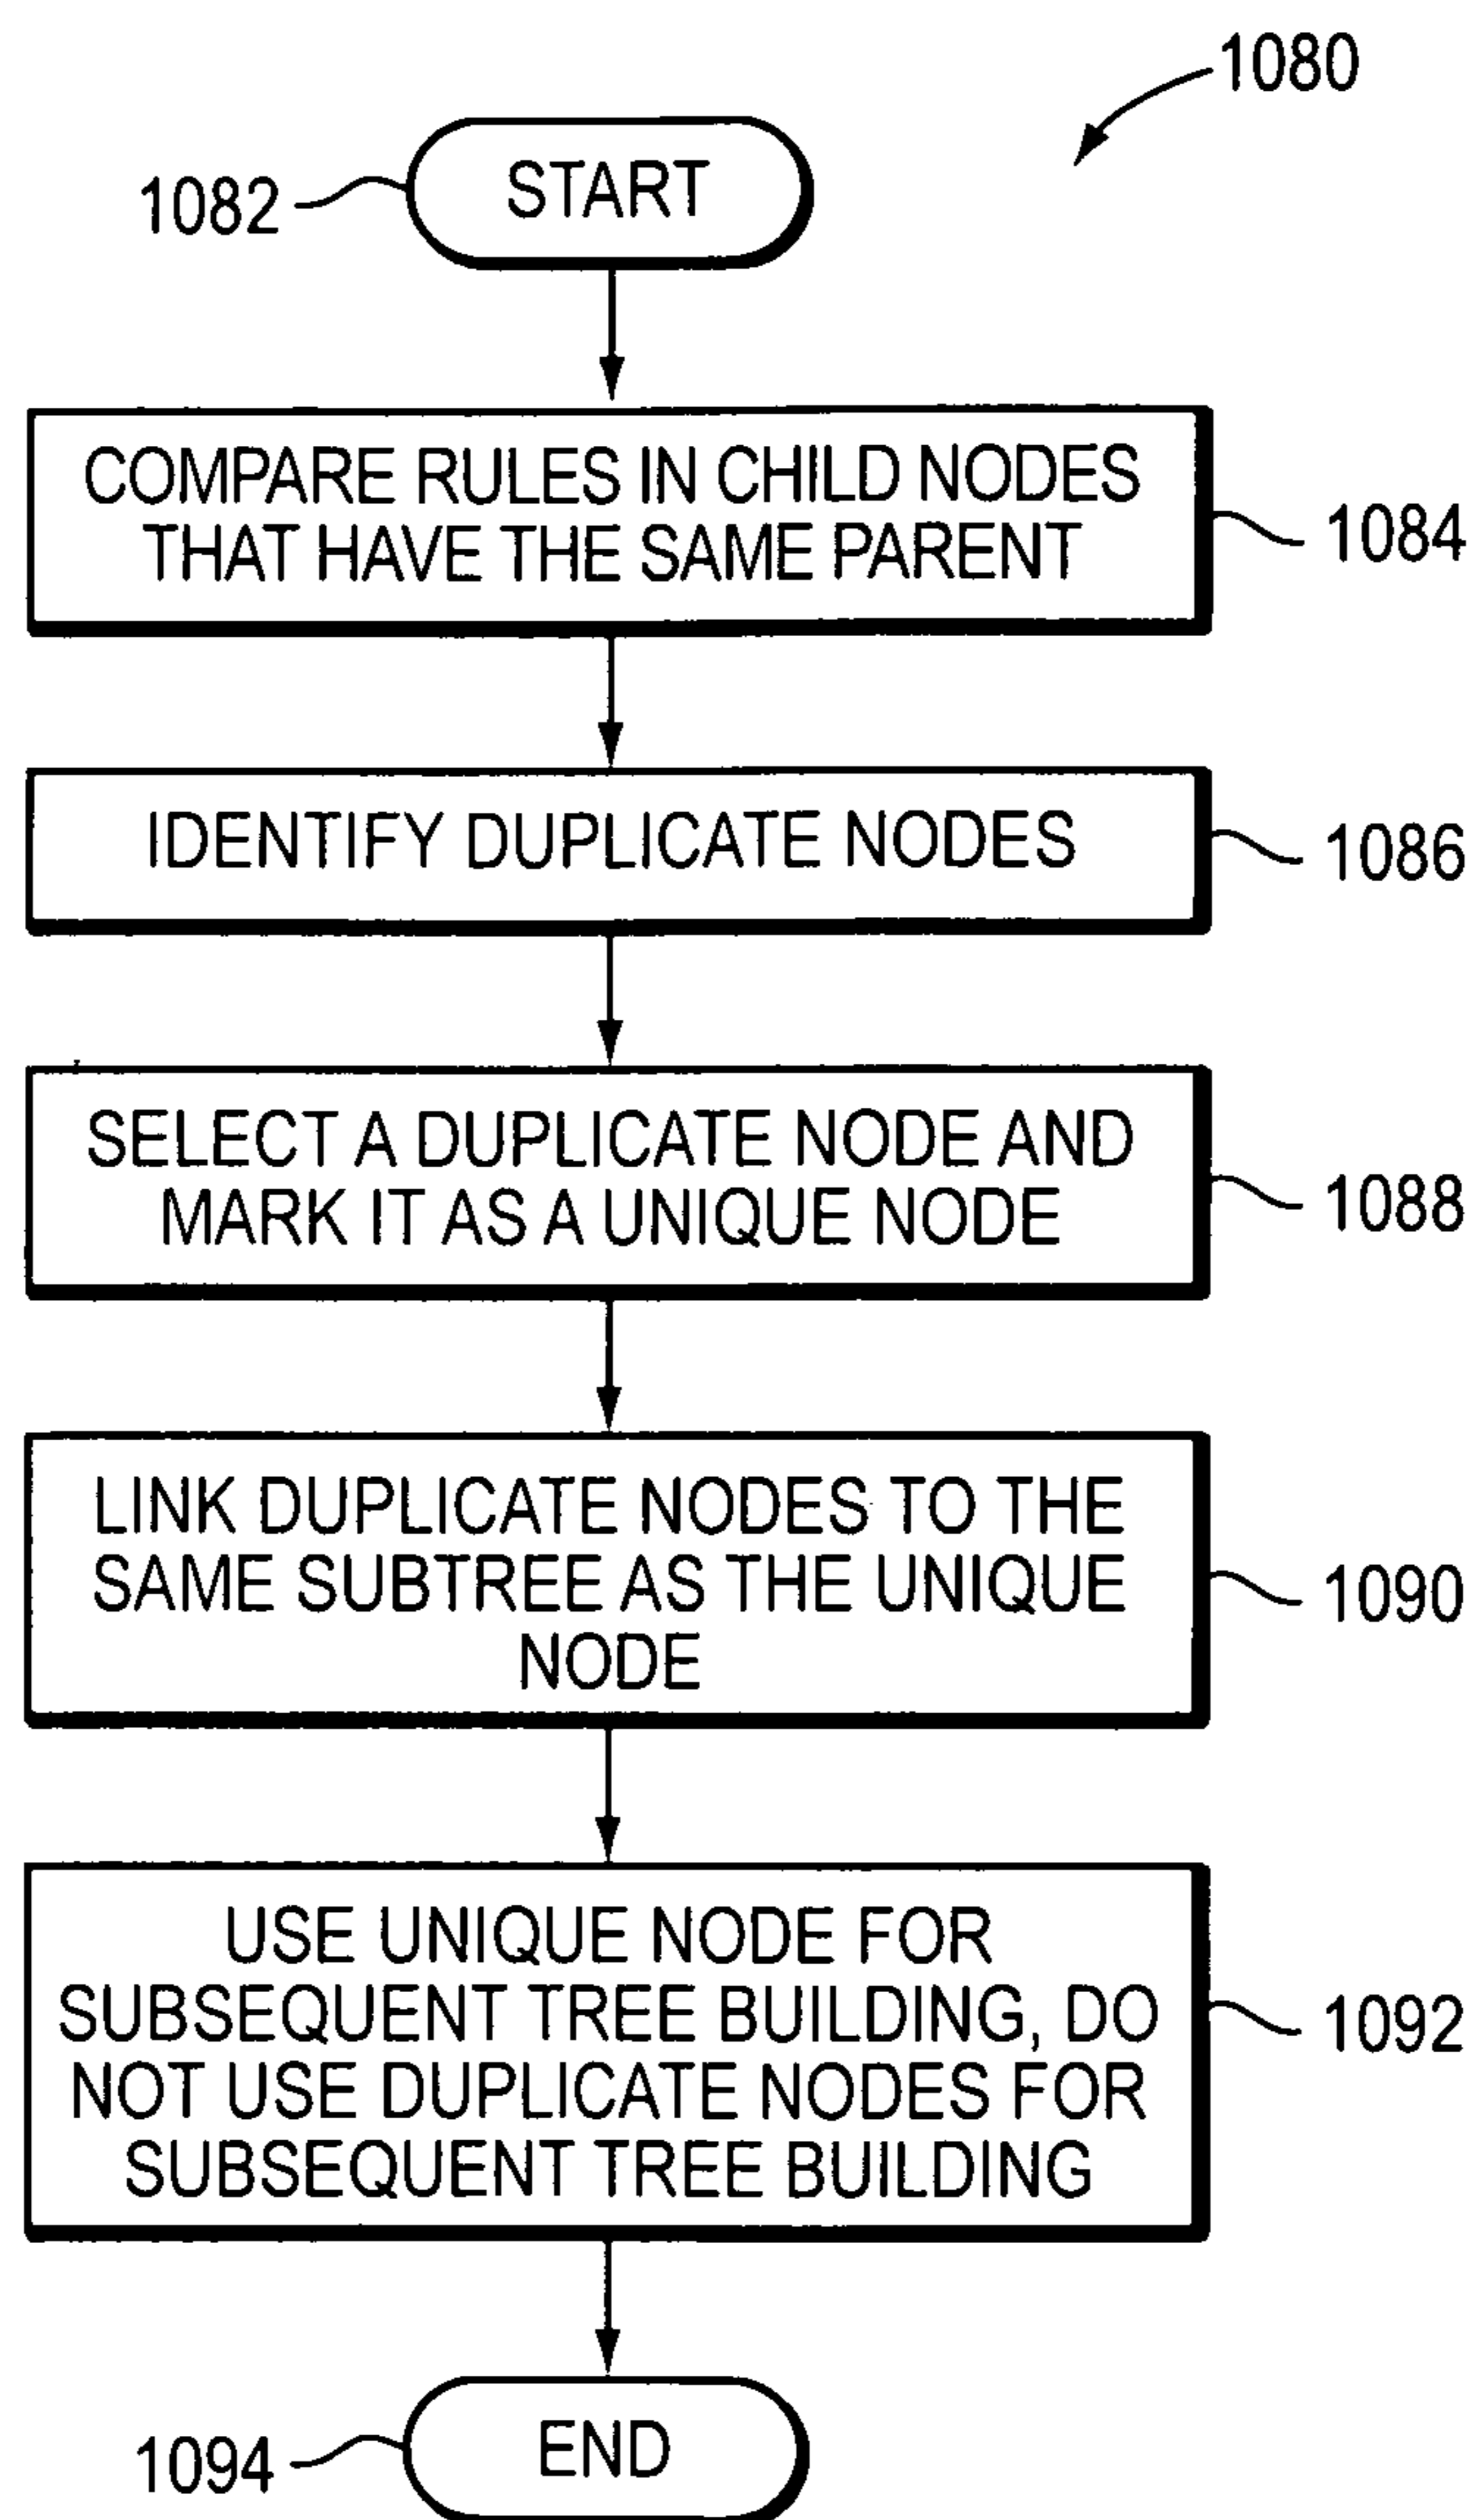 1080
1082
START
COMPARE RULES IN CHILD NODES
THAT HAVE THE SAME PARENT
1084
IDENTIFY DUPLICATE NODES
1086
SELECT A DUPLICATE NODE AND
MARK IT AS A UNIQUE NODE
1088
LINK DUPLICATE NODES TO THE
SAME SUBTREE AS THE UNIQUE
NODE
1090
USE UNIQUE NODE FOR
SUBSEQUENT TREE BUILDING, DO
NOT USE DUPLICATE NODES FOR
SUBSEQUENT TREE BUILDING
1092
END
1094